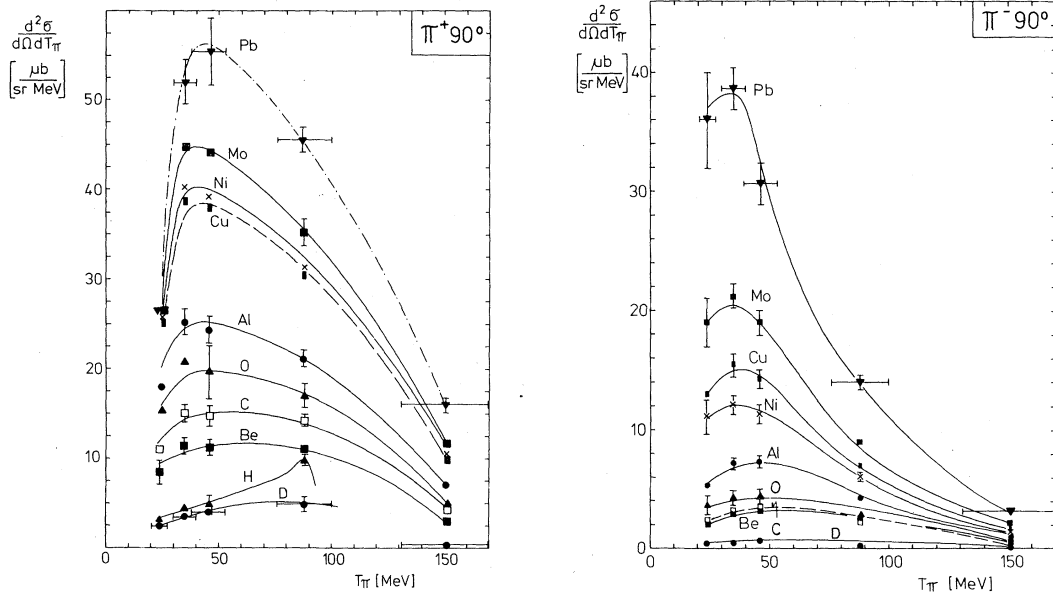 d²σ
dΩdTπ
[μb
sr MeV]
π⁺90°
Pb
50
Mo
40
Ni
Cu
30
Al
20
O
C
10
Be
H
D
0
50
100
150
Tπ [MeV]
d²σ
dΩdTπ
[μb
sr MeV]
π⁻90°
40
Pb
30
20
Mo
Cu
Ni
10
Al
O
Be
C
D
0
0
50
100
150
Tπ [MeV]